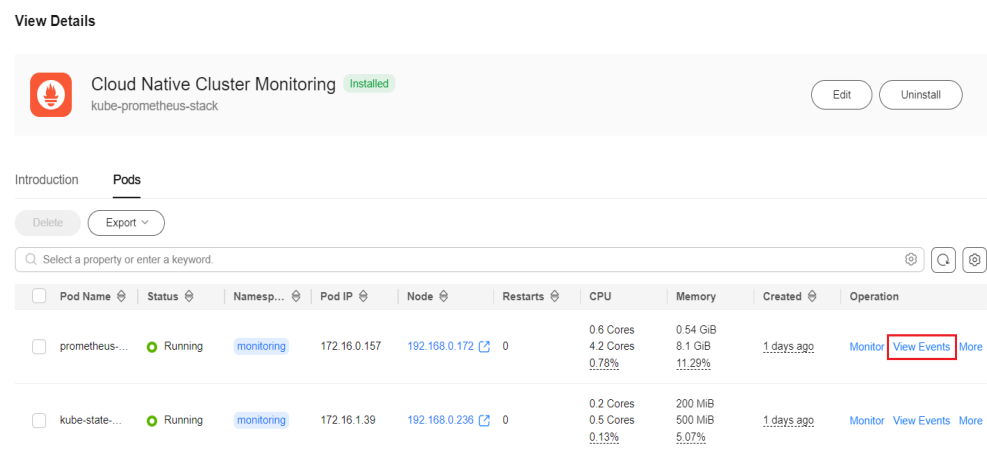 View Details
Cloud Native Cluster Monitoring Installed
kube-prometheus-stack
Edit Uninstall
Introduction Pods
Delete Export
Select a property or enter a keyword.
Pod Name Status Namesp... Pod IP Node Restarts CPU Memory Created Operation
0.6 Cores 0.54 GiB
prometheus-... Running monitoring 172.16.0.157 192.168.0.172 0 4.2 Cores 8.1 GiB 1 days ago Monitor View Events More
0.78% 11.29%
0.2 Cores 200 MiB
kube-state-... Running monitoring 172.16.1.39 192.168.0.236 0 0.5 Cores 500 MiB 1 days ago Monitor View Events More
0.13% 5.07%